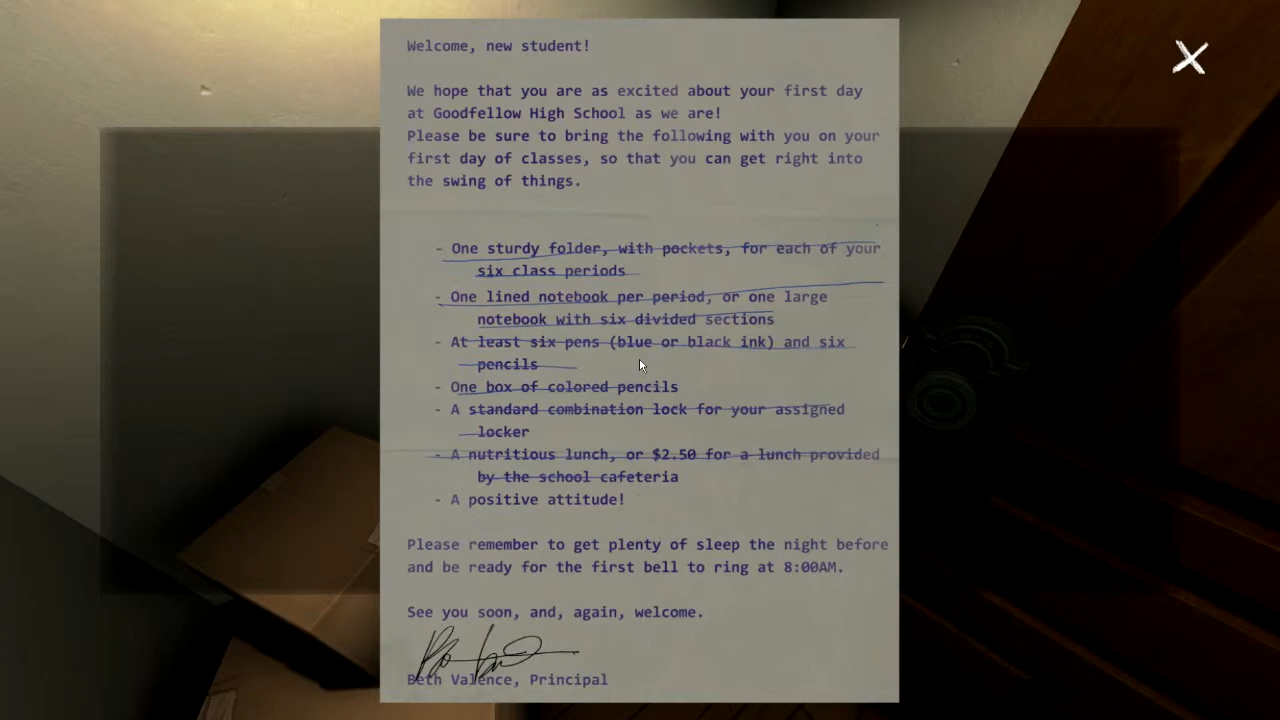 Welcome, new student!
We hope that you are as excited about your first day
at Goodfellow High School as we are!
Please be sure to bring the following with you on your
first day of classes, so that you can get right into
the swing of things.
- One sturdy folder, with pockets, for each of your
six class periods
- One lined notebook per period, or one large
notebook with six divided sections
- At least six pens (blue or black ink) and six
pencils
- One box of colored pencils
- A standard combination lock for your assigned
locker
- A nutritious lunch, or $2.50 for a lunch provided
by the school cafeteria
- A positive attitude!
Please remember to get plenty of sleep the night before
and be ready for the first bell to ring at 8:00AM.
See you soon, and, again, welcome.
Beth Valence, Principal